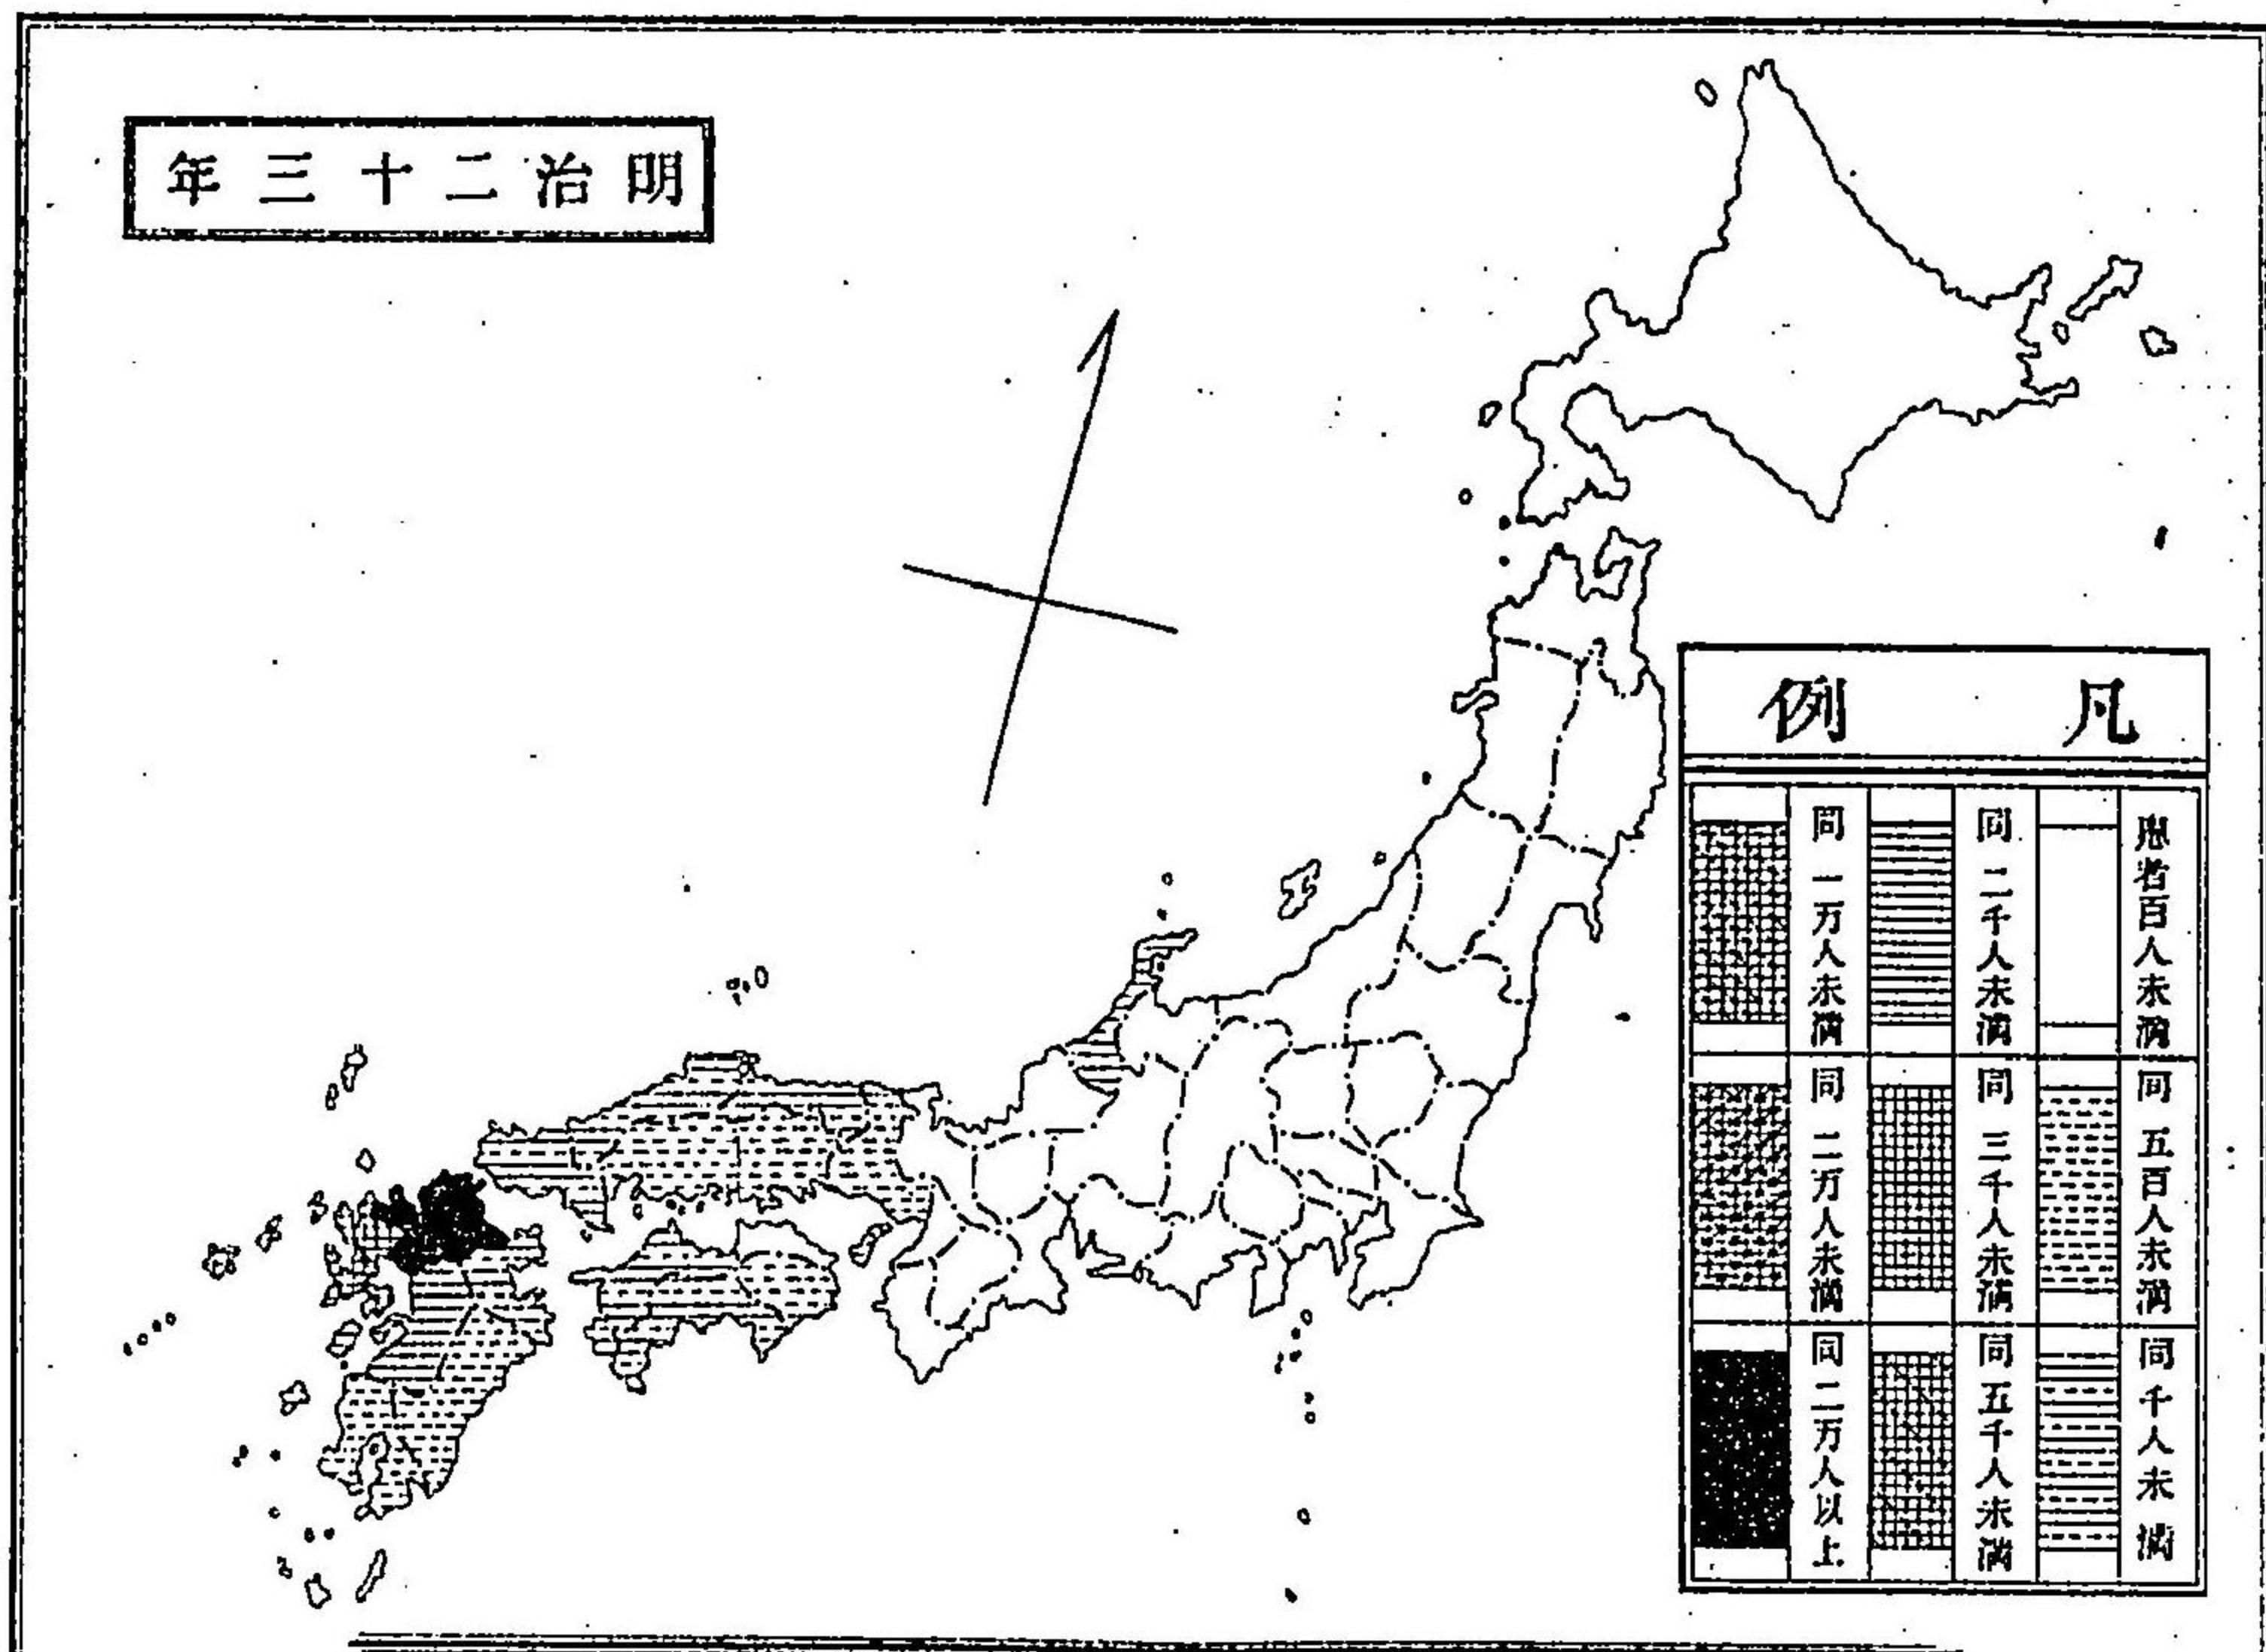 明治二十三年
凡例
患者百人未満
同五百人未満
同千人未満
同二千人未満
同三千人未満
同五千人未満
同一万人未満
同二万人未満
同二万人以上